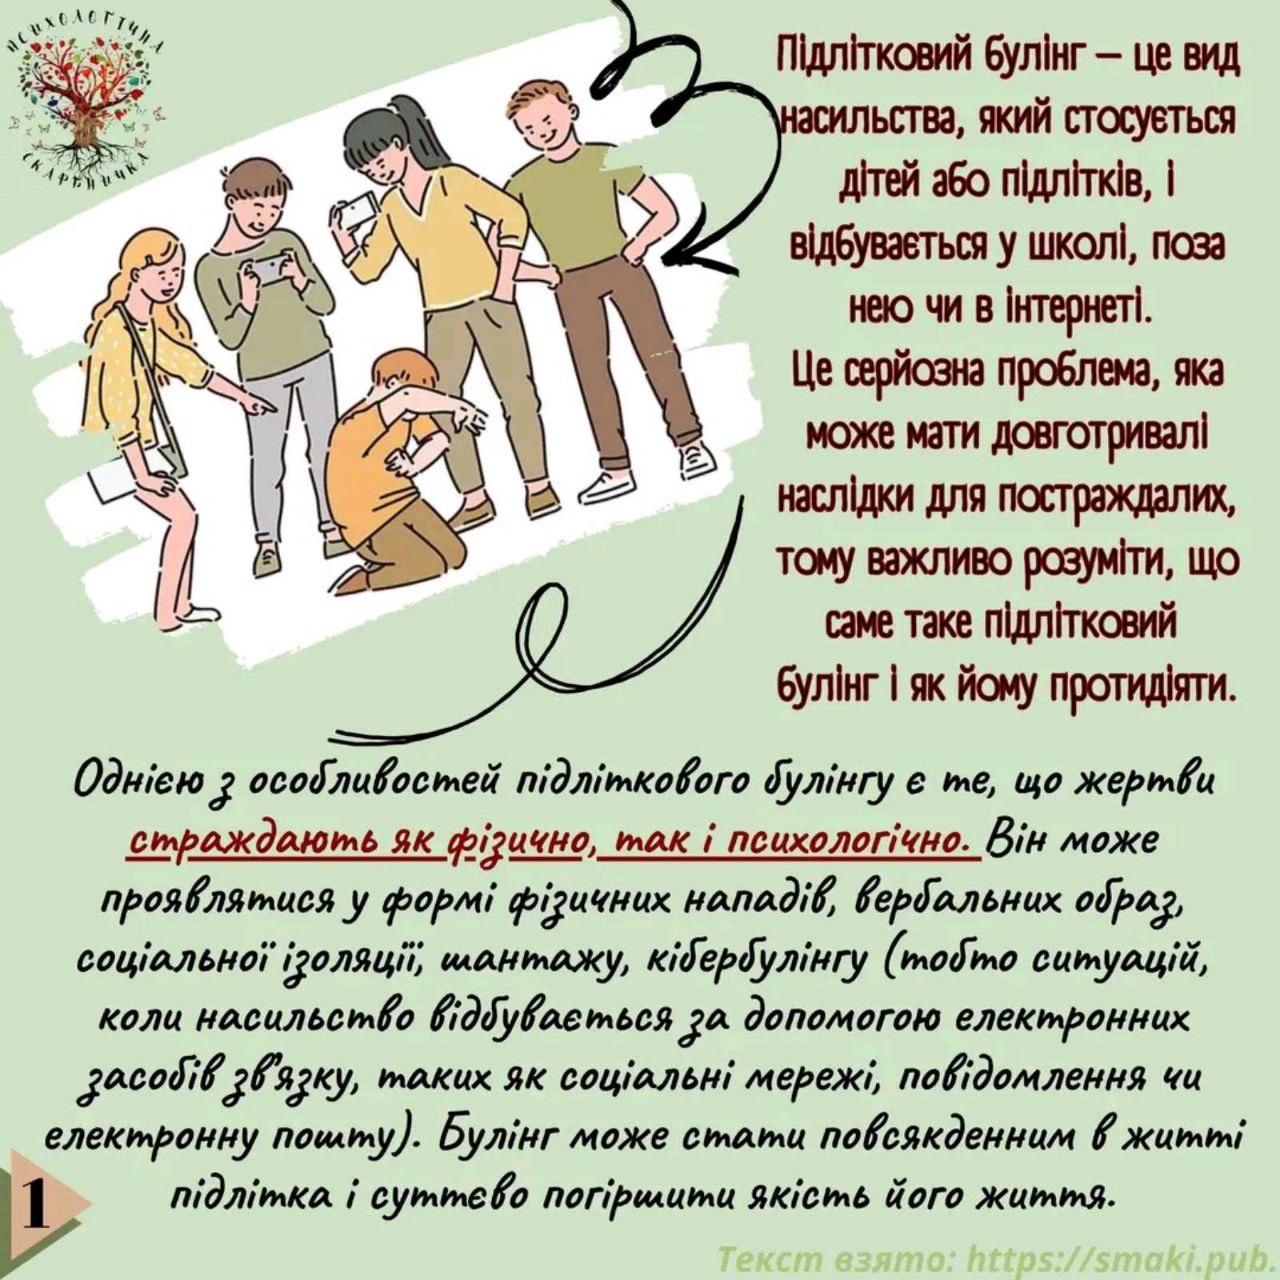 ПСИХОЛОГІЧНА
СКАРБНИЧКА
Підлітковий булінг – це вид
насильства, який стосується
дітей або підлітків, і
відбувається у школі, поза
нею чи в інтернеті.
Це серйозна проблема, яка
може мати довготривалі
наслідки для постраждалих,
тому важливо розуміти, що
саме таке підлітковий
булінг і як йому протидіяти.
Однією з особливостей підліткового булінгу є те, що жертви
страждають як фізично, так і психологічно. Він може
проявлятися у формі фізичних нападів, вербальних образ,
соціальної ізоляції, шантажу, кібербулінгу (тобто ситуацій,
коли насильство відбувається за допомогою електронних
засобів зв'язку, таких як соціальні мережі, повідомлення чи
електронну пошту). Булінг може стати повсякденним в житті
підлітка і суттєво погіршити якість його життя.
1
Текст взято: https://smaki.pub.